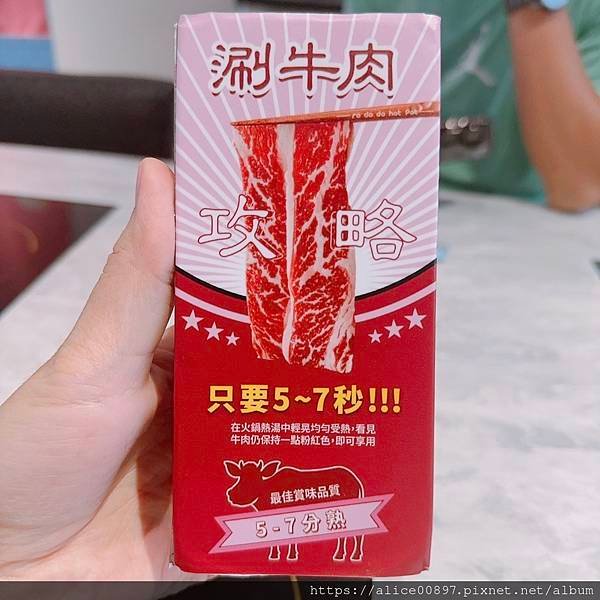 涮牛肉
ro do do hot Pot
攻略
只要5~7秒!!!
在火鍋熱湯中輕晃均勻受熱,看見
牛肉仍保持一點粉紅色,即可享用
最佳賞味品質
5-7分熟
https://alice00897.pixnet.net/album